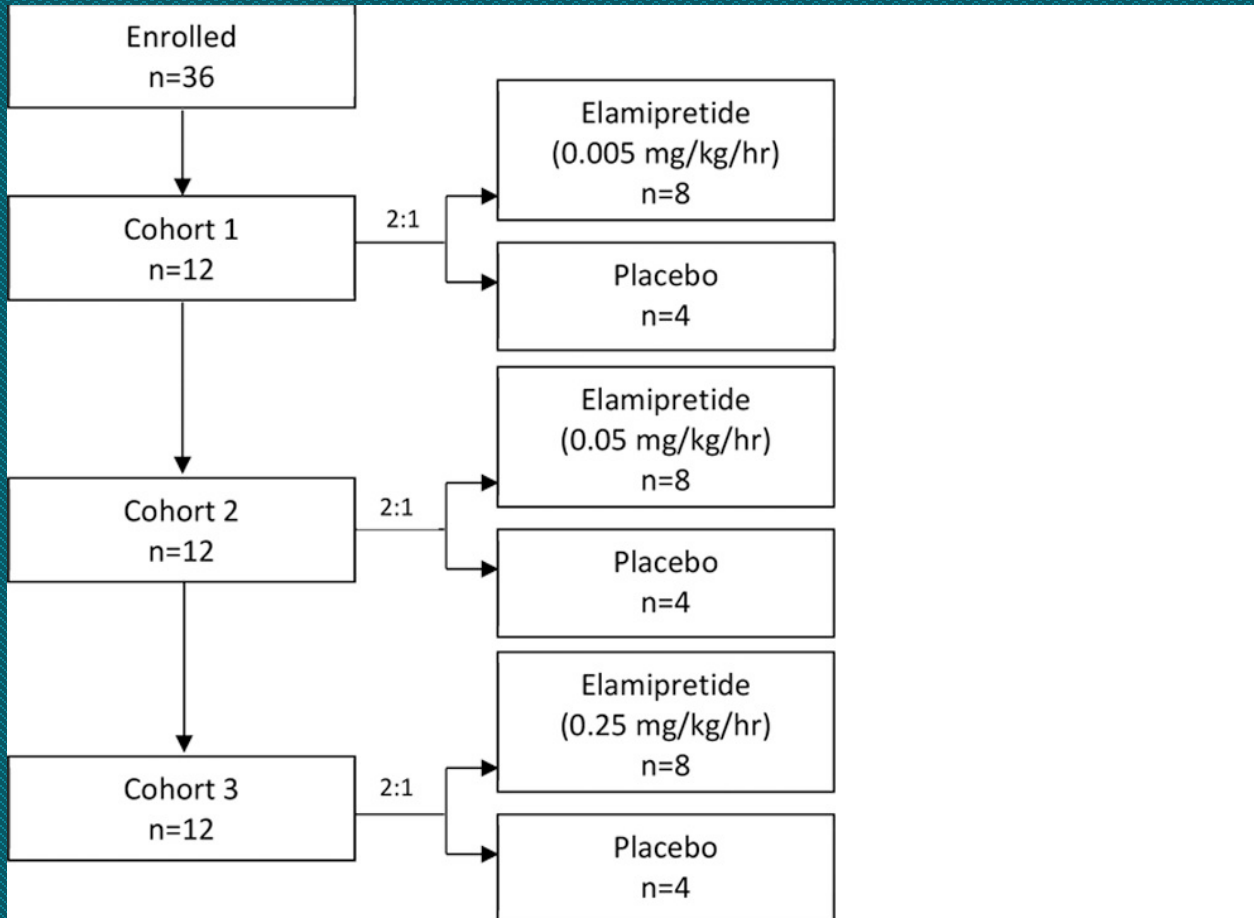 Enrolled
n=36
Elamipretide
(0.005 mg/kg/hr)
n=8
Cohort 1
n=12
2:1
Placebo
n=4
Elamipretide
(0.05 mg/kg/hr)
n=8
Cohort 2
n=12
2:1
Placebo
n=4
Elamipretide
(0.25 mg/kg/hr)
n=8
Cohort 3
n=12
2:1
Placebo
n=4